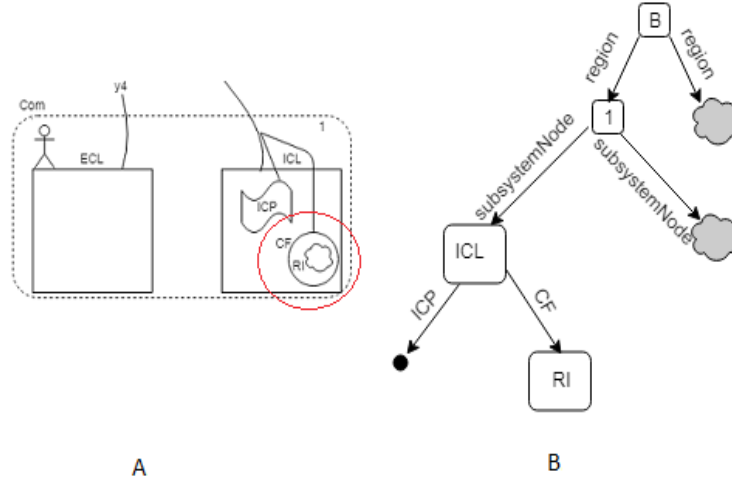 y4
Com
1
ECL
ICL
ICP
CF
RI
A
B
region
region
1
subsystemNode
subsystemNode
ICL
ICP
CF
RI
B